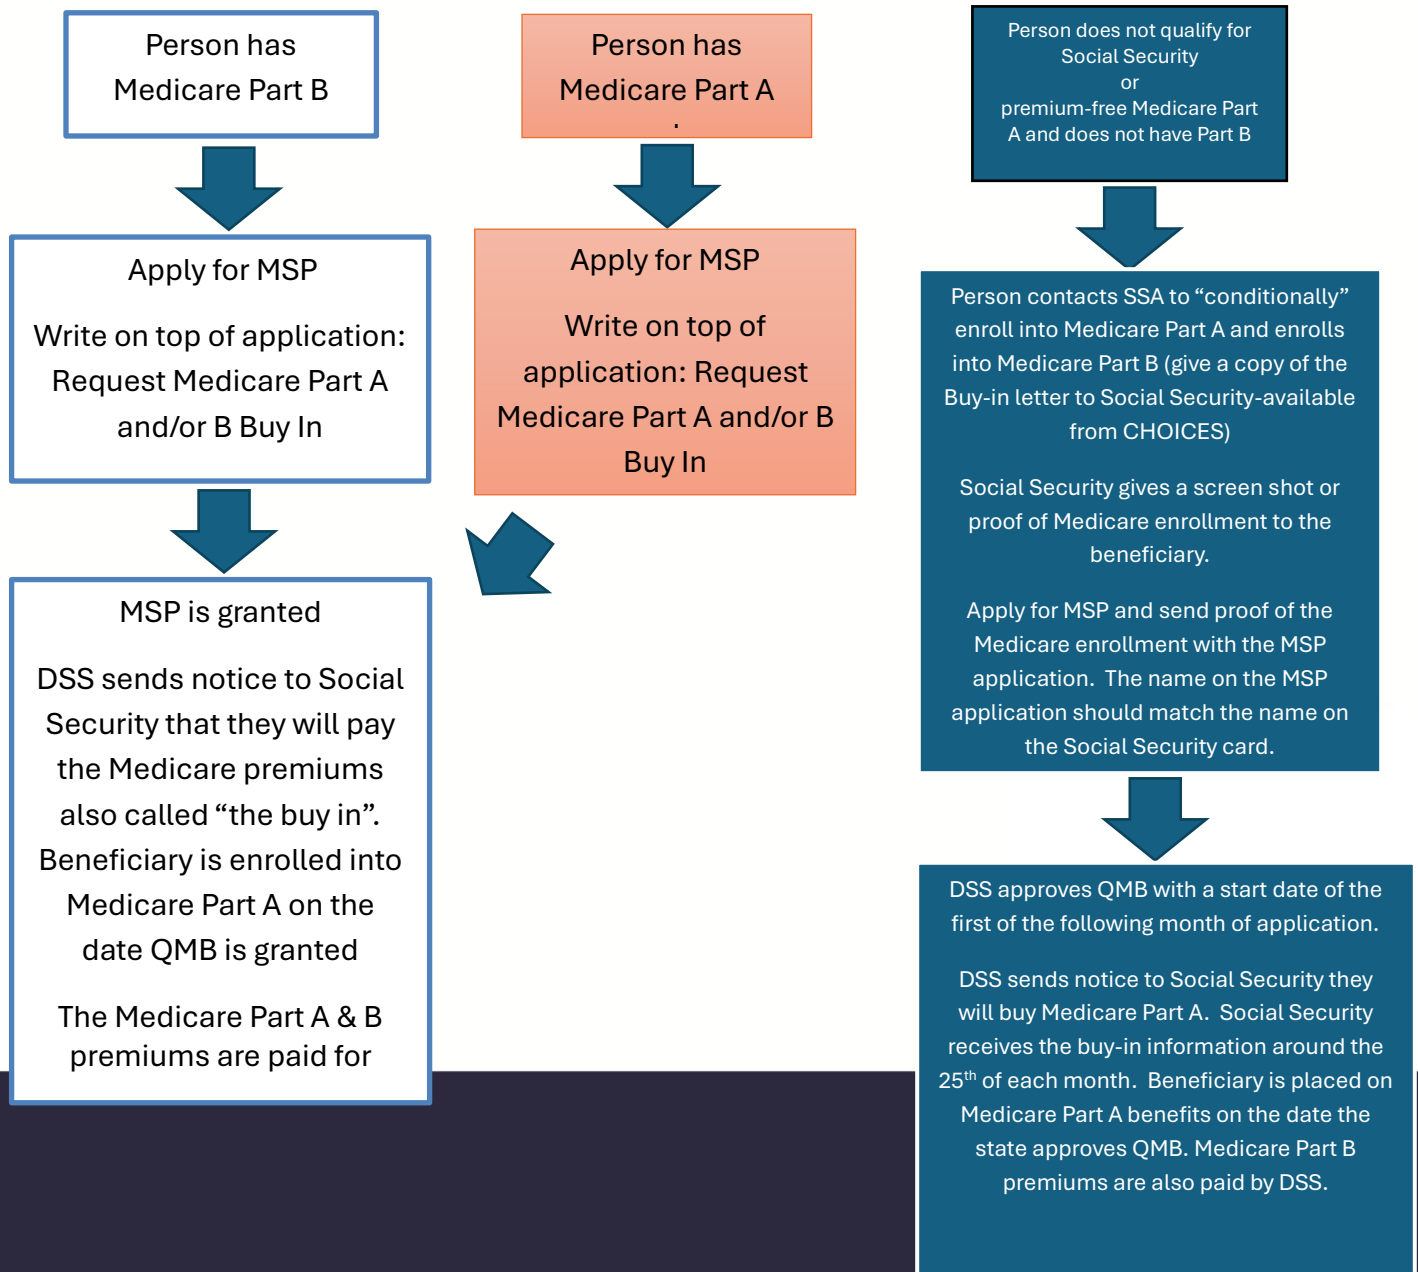 Person has
Medicare Part B
Apply for MSP
Write on top of application:
Request Medicare Part A
and/or B Buy In
MSP is granted
DSS sends notice to Social
Security that they will pay
the Medicare premiums
also called “the buy in”.
Beneficiary is enrolled into
Medicare Part A on the
date QMB is granted
The Medicare Part A & B
premiums are paid for
Person has
Medicare Part A
.
Apply for MSP
Write on top of
application: Request
Medicare Part A and/or B
Buy In
Person does not qualify for
Social Security
or
premium-free Medicare Part
A and does not have Part B
Person contacts SSA to “conditionally”
enroll into Medicare Part A and enrolls
into Medicare Part B (give a copy of the
Buy-in letter to Social Security-available
from CHOICES)
Social Security gives a screen shot or
proof of Medicare enrollment to the
beneficiary.
Apply for MSP and send proof of the
Medicare enrollment with the MSP
application.  The name on the MSP
application should match the name on
the Social Security card.
DSS approves QMB with a start date of the
first of the following month of application.
DSS sends notice to Social Security they
will buy Medicare Part A.  Social Security
receives the buy-in information around the
25th of each month.  Beneficiary is placed on
Medicare Part A benefits on the date the
state approves QMB. Medicare Part B
premiums are also paid by DSS.